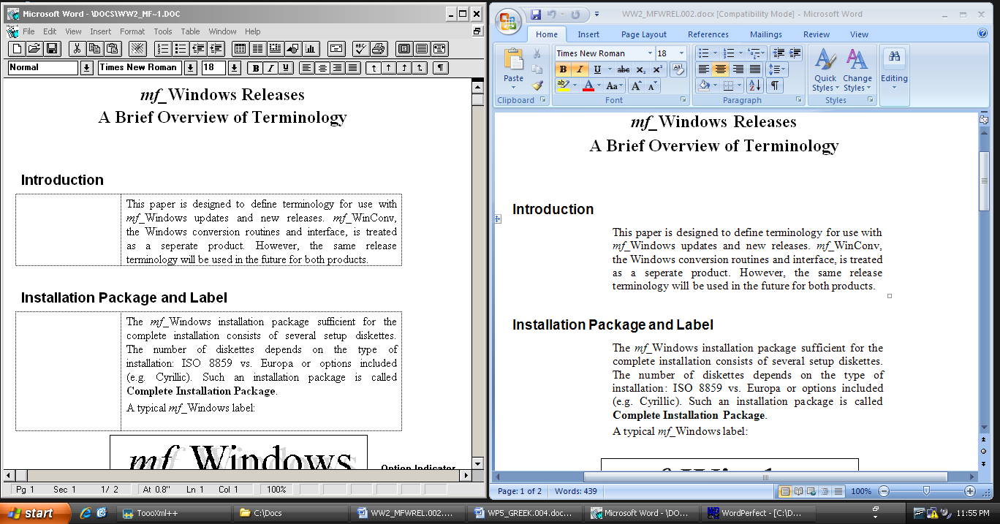 Microsoft Word - \DOCS\WW2_MF~1.DOC
File Edit View Insert Format Tools Table Window Help
Normal Times New Roman 18 B I U
mf_Windows Releases
A Brief Overview of Terminology
Introduction
This paper is designed to define terminology for use with
mf_Windows updates and new releases. mf_WinConv,
the Windows conversion routines and interface, is treated
as a seperate product. However, the same release
terminology will be used in the future for both products.
Installation Package and Label
The mf_Windows installation package sufficient for the
complete installation consists of several setup diskettes.
The number of diskettes depends on the type of
installation: ISO 8859 vs. Europa or options included
(e.g. Cyrillic). Such an installation package is called
Complete Installation Package.
A typical mf_Windows label:
mf_Windows
Option Indicator
Pg 1 Sec 1 1/ 2 At 0.8" Ln 1 Col 1 100%
WW2_MFWREL.002.docx [Compatibility Mode] - Microsoft Word
Home Insert Page Layout References Mailings Review View
Paste
Clipboard
Times New Roman 18
B I U abc x₂ x²
ab A Aa A A
Font
Paragraph
Quick Styles
Change Styles
Styles
Editing
mf_Windows Releases
A Brief Overview of Terminology
Introduction
This paper is designed to define terminology for use with
mf_Windows updates and new releases. mf_WinConv,
the Windows conversion routines and interface, is treated
as a seperate product. However, the same release
terminology will be used in the future for both products.
Installation Package and Label
The mf_Windows installation package sufficient for the
complete installation consists of several setup diskettes.
The number of diskettes depends on the type of
installation: ISO 8859 vs. Europa or options included
(e.g. Cyrillic). Such an installation package is called
Complete Installation Package.
A typical mf_Windows label:
Page: 1 of 2 Words: 439 100%
start ToooXml++ C:\Docs WW2_MFWREL.002.... WP5_GREEK.004.doc... Microsoft Word - \DO... WordPerfect - [C:\D... 11:55 PM